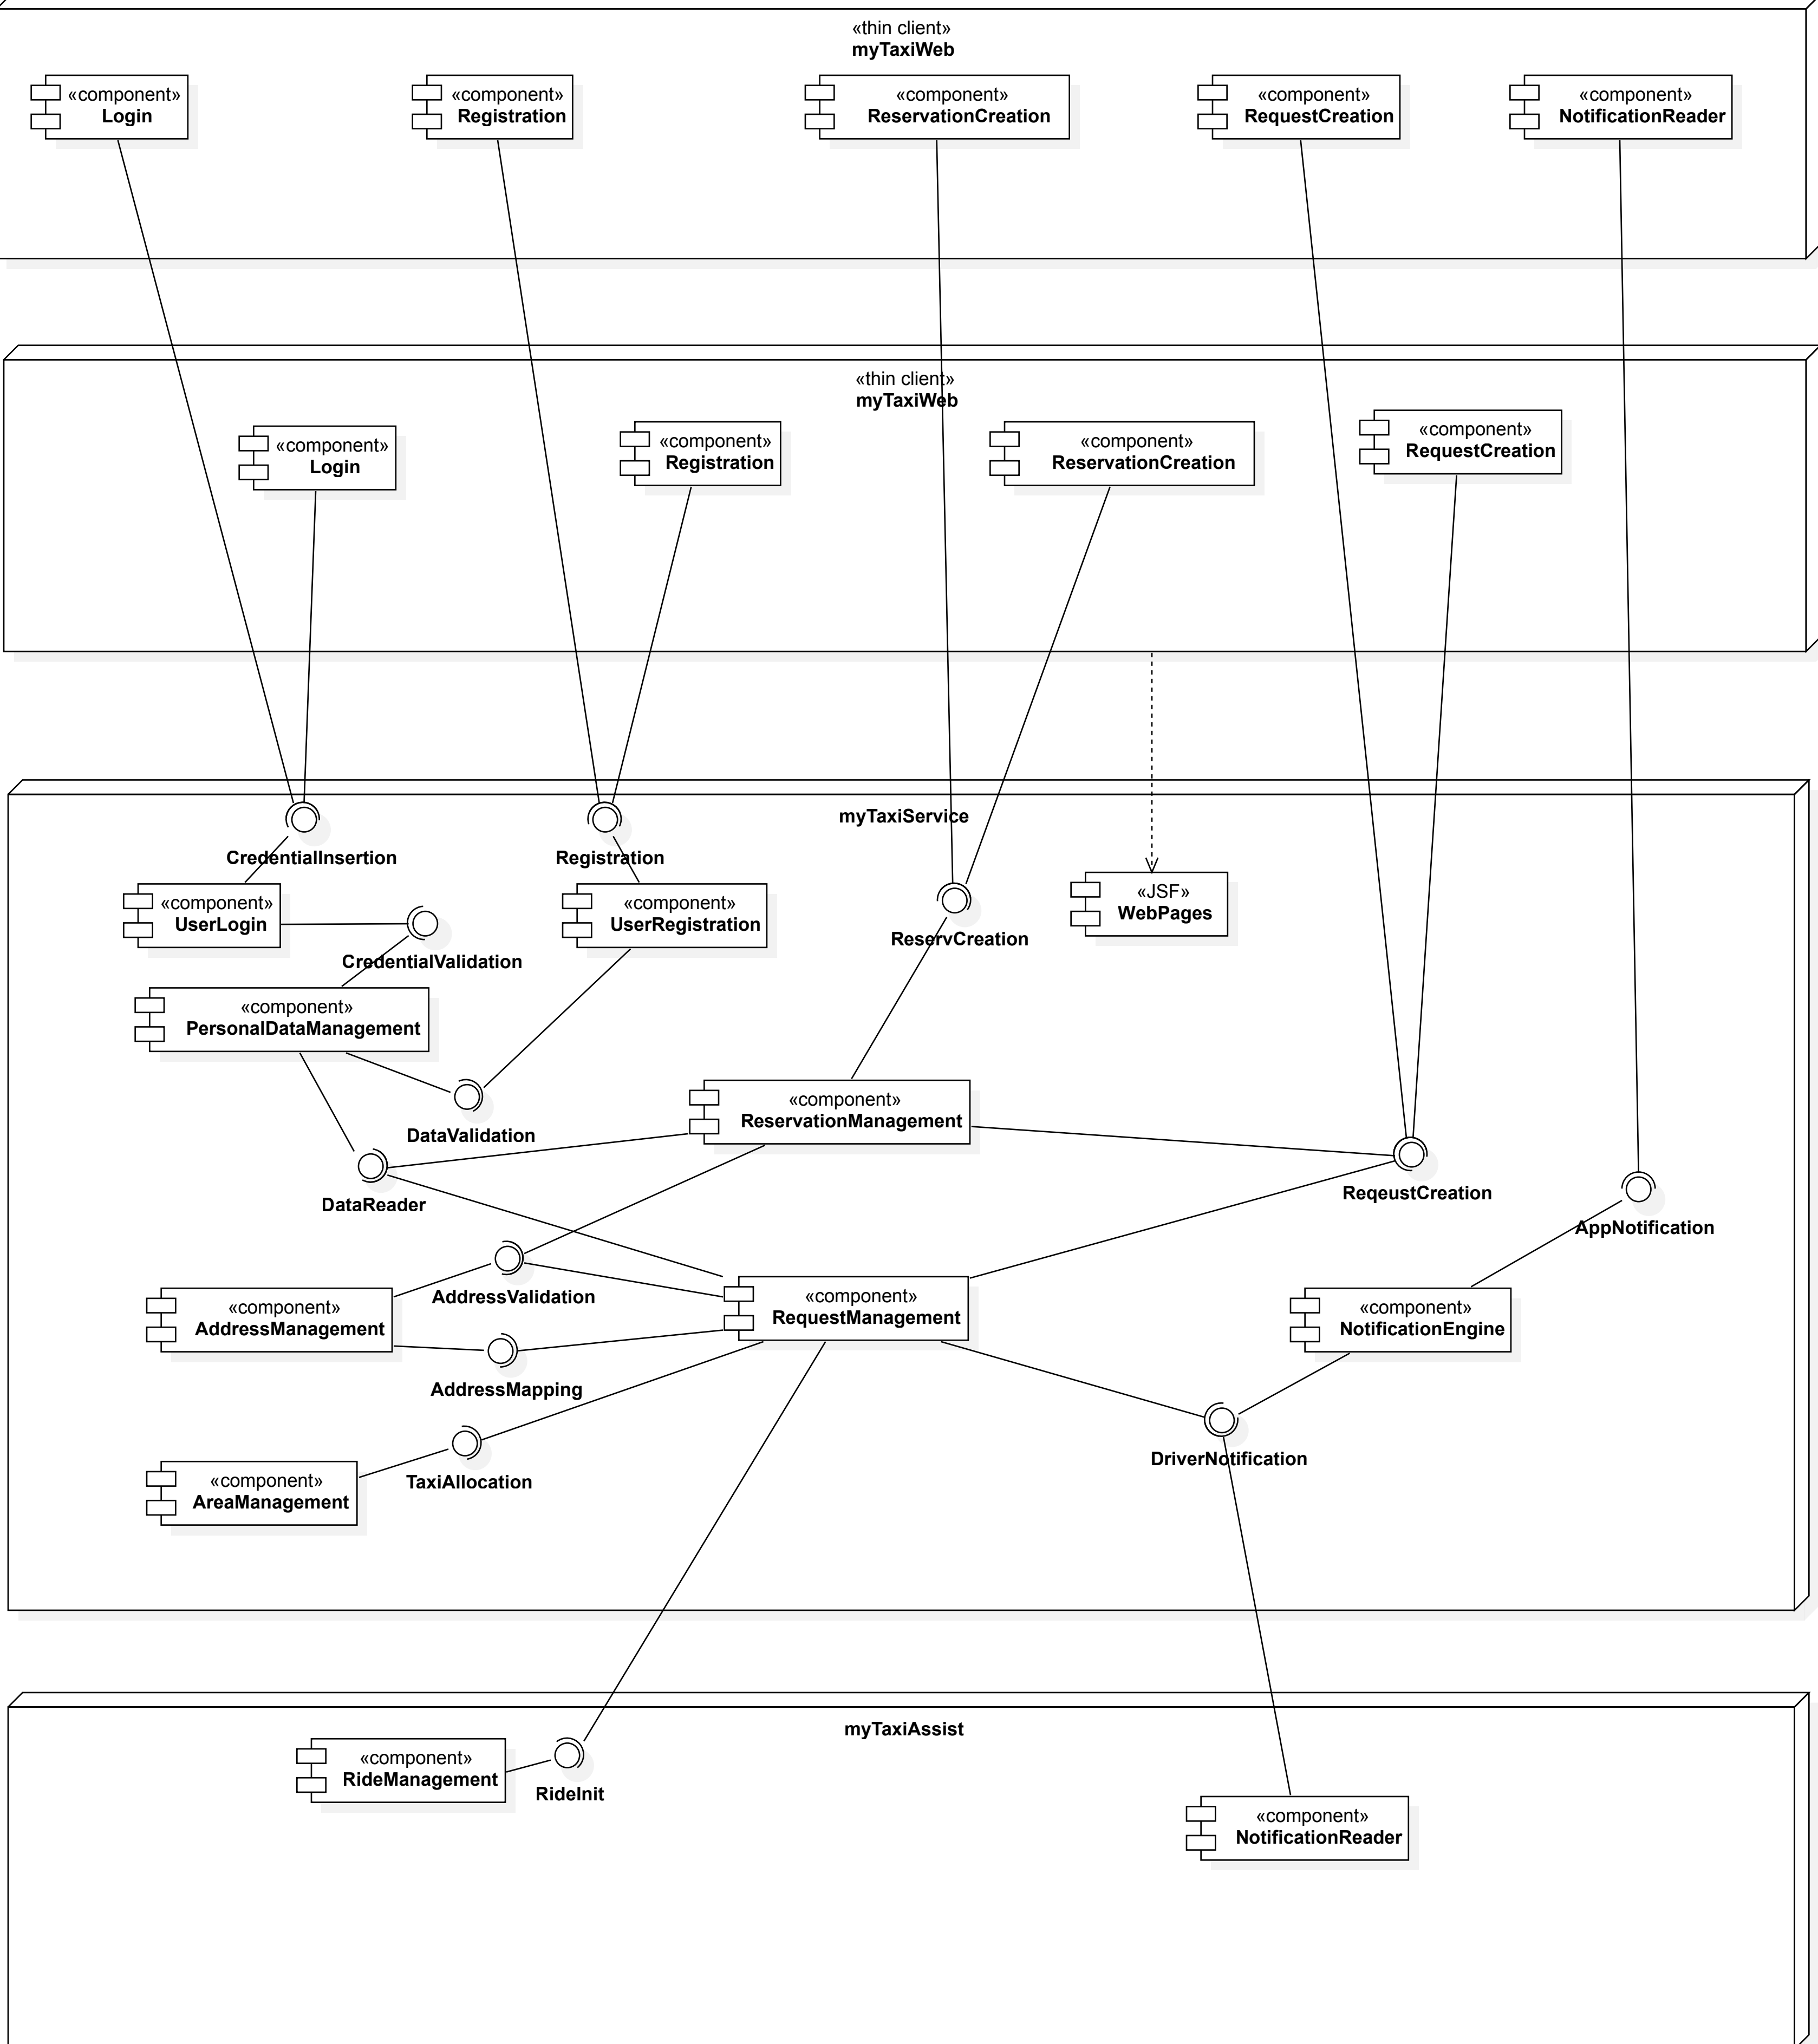 «thin client»
myTaxiWeb
«component»
Login
«component»
Registration
«component»
ReservationCreation
«component»
RequestCreation
«component»
NotificationReader
«thin client»
myTaxiWeb
«component»
Login
«component»
Registration
«component»
ReservationCreation
«component»
RequestCreation
myTaxiService
CredentialInsertion
Registration
«component»
UserLogin
«component»
UserRegistration
ReservCreation
«JSF»
WebPages
CredentialValidation
«component»
PersonalDataManagement
DataValidation
«component»
ReservationManagement
DataReader
ReqeustCreation
AppNotification
AddressValidation
«component»
AddressManagement
«component»
RequestManagement
«component»
NotificationEngine
AddressMapping
DriverNotification
TaxiAllocation
«component»
AreaManagement
myTaxiAssist
«component»
RideManagement
RideInit
«component»
NotificationReader